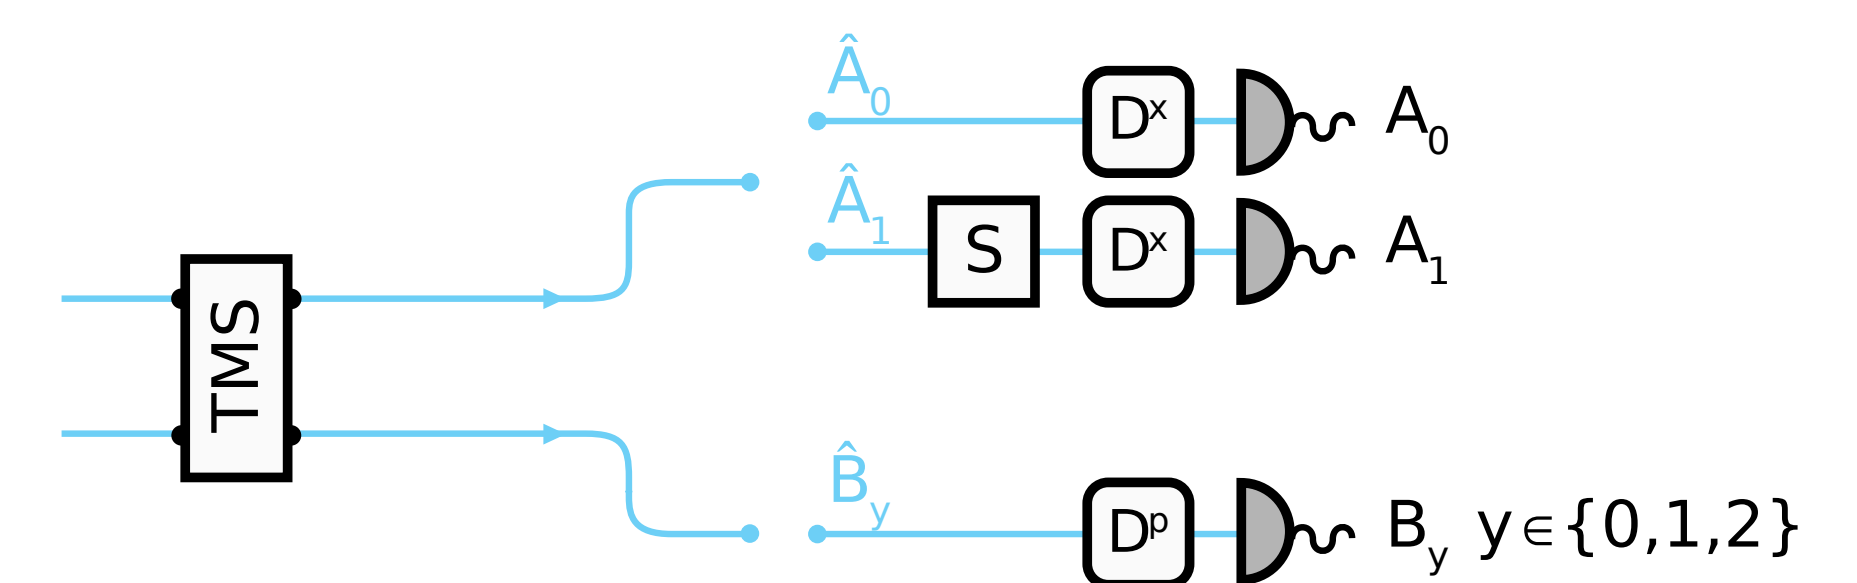 Â₀
Dˣ
A₀
Â₁
S
Dˣ
A₁
TMS
B̂y
Dᵖ
By y∈{0,1,2}